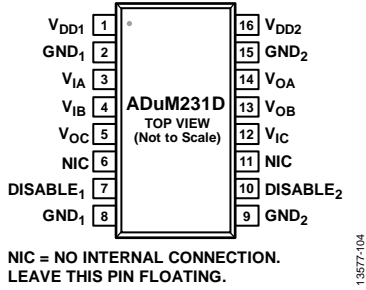 V_DD1 1 16 V_DD2
GND_1 2 15 GND_2
V_IA 3 14 V_OA
V_IB 4 ADuM231D 13 V_OB
TOP VIEW
V_OC 5 (Not to Scale) 12 V_IC
NIC 6 11 NIC
DISABLE_1 7 10 DISABLE_2
GND_1 8 9 GND_2
NIC = NO INTERNAL CONNECTION.
LEAVE THIS PIN FLOATING.
13577-104